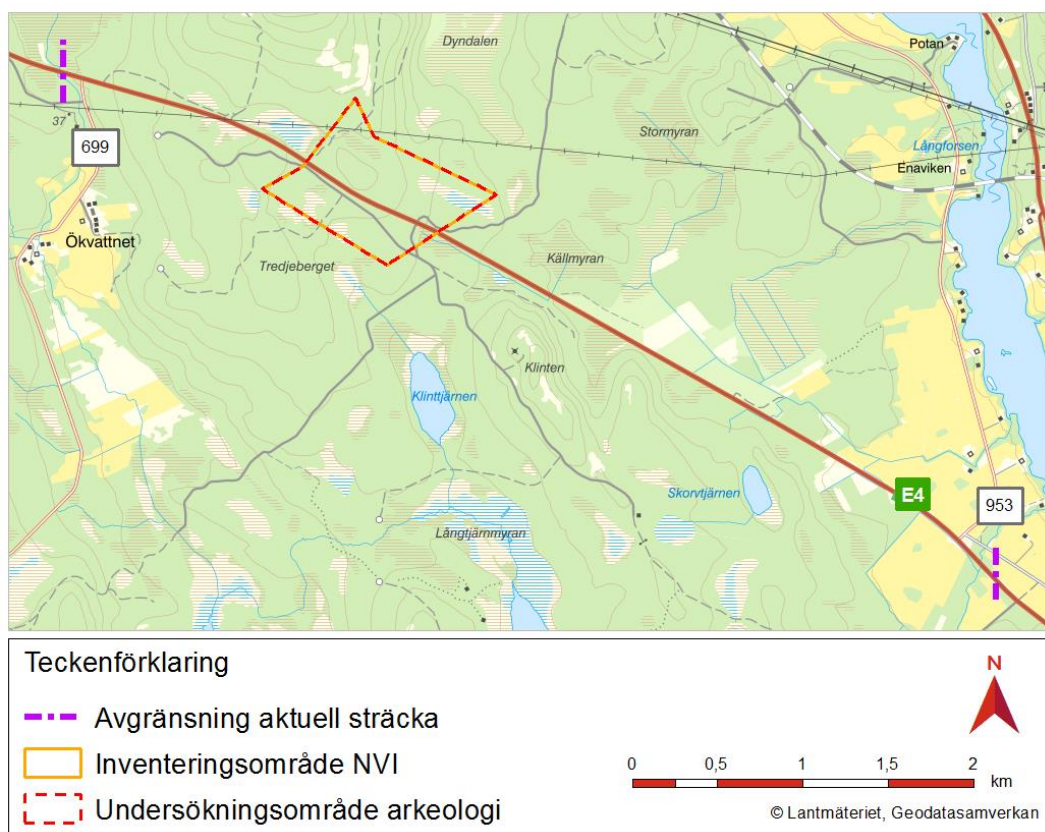 Dyndalen
Potan
37
699
Stormyran
Långforsen
Enaviken
Ökvattnet
Tredjeberget
Källmyran
Klinten
Klinttjärnen
Skorvtjärnen
E4
953
Långtjärnmyran
Teckenförklaring
Avgränsning aktuell sträcka
Inventeringsområde NVI
Undersökningsområde arkeologi
N
0 0,5 1 1,5 2
km
© Lantmäteriet, Geodatasamverkan